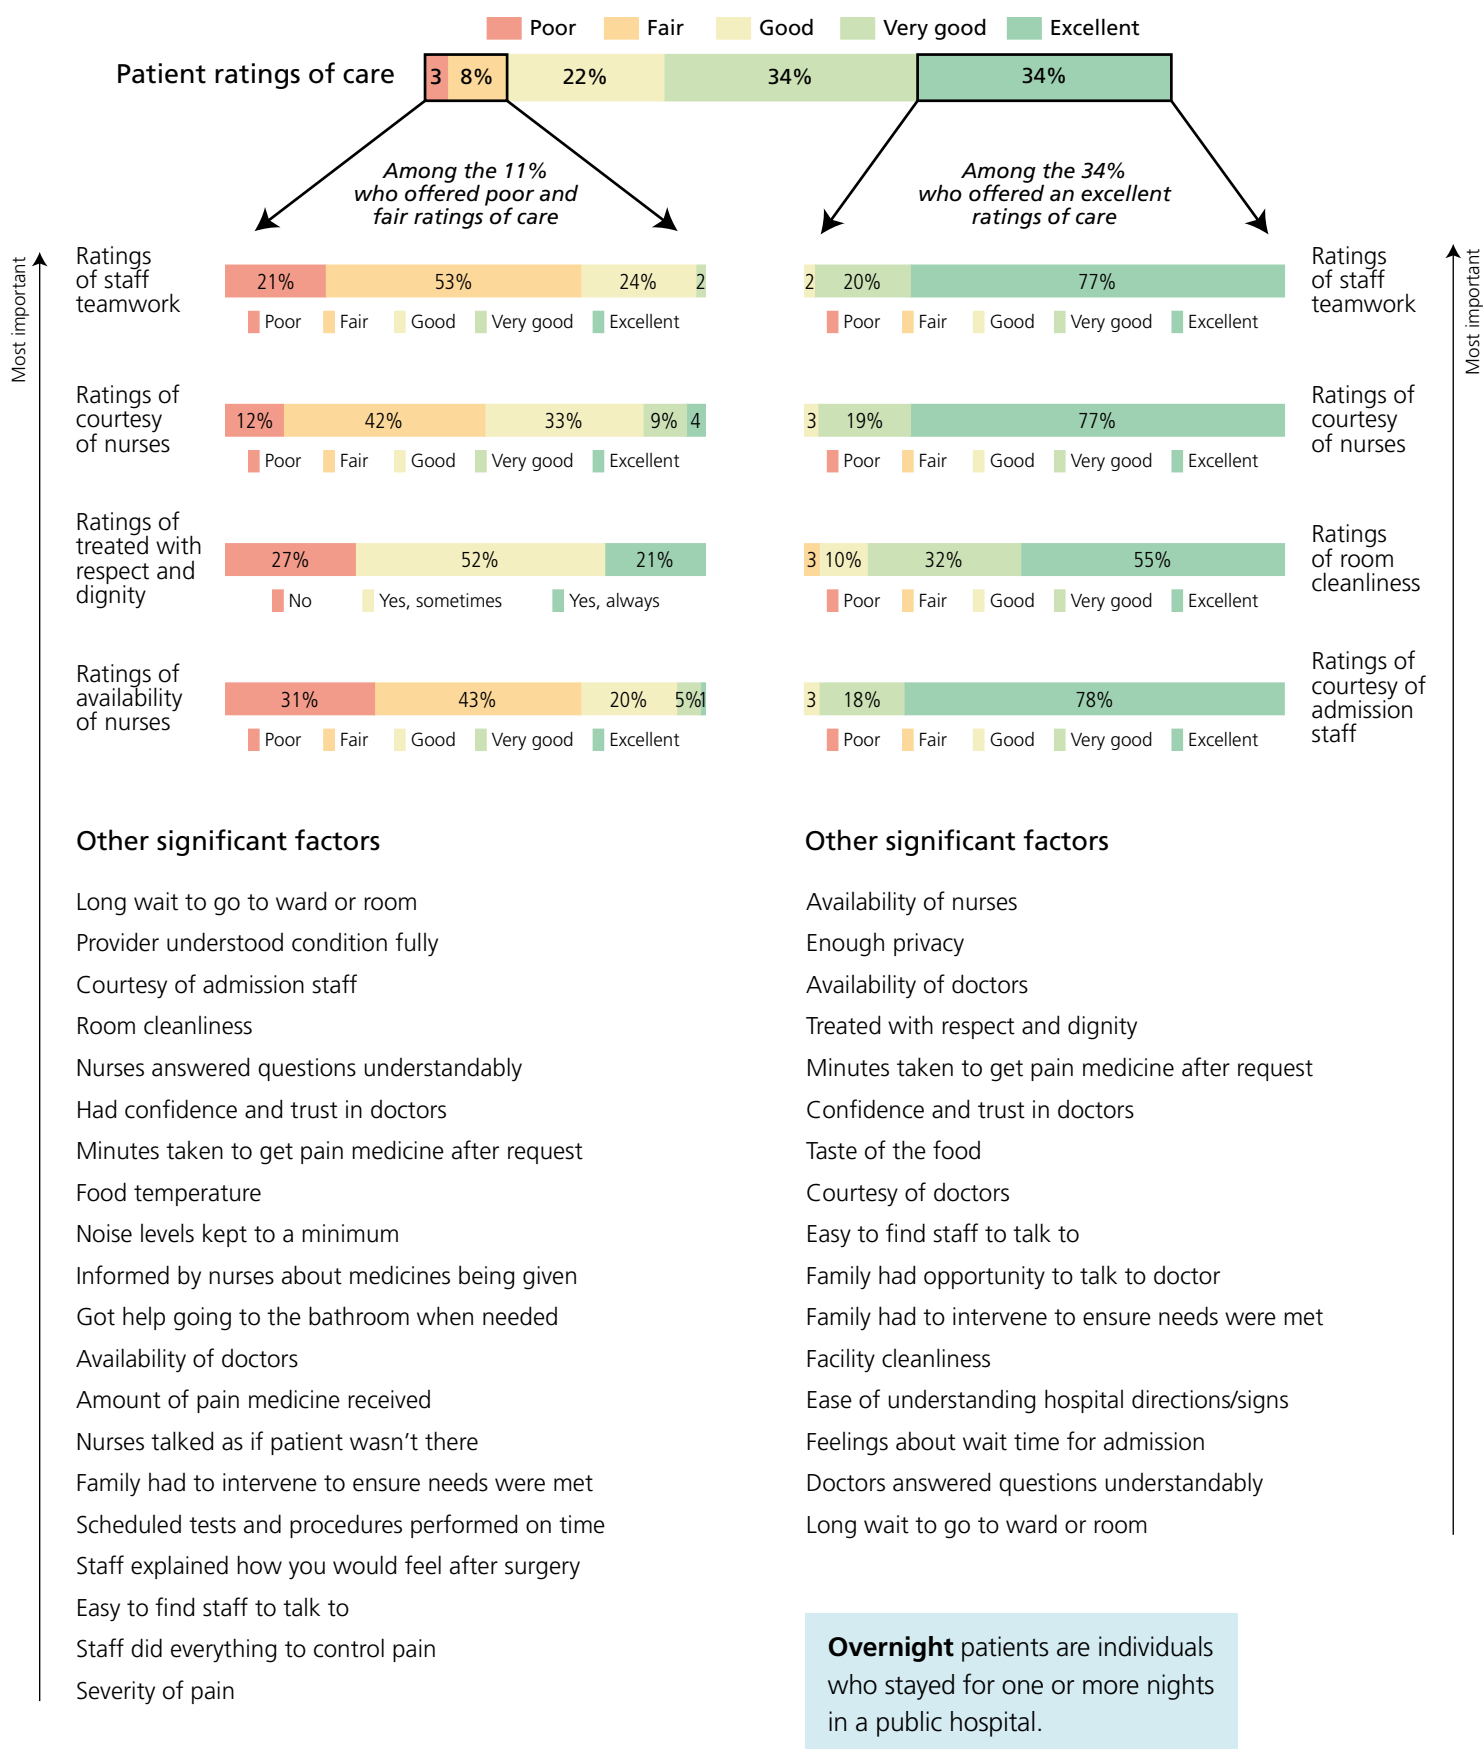 Poor Fair Good Very good Excellent
Patient ratings of care 3 8% 22% 34% 34%
Among the 11%
who offered poor and
fair ratings of care
Among the 34%
who offered an excellent
ratings of care
Most important
Ratings
of staff
teamwork
21% 53% 24% 2
Poor Fair Good Very good Excellent
Ratings of
courtesy
of nurses
12% 42% 33% 9% 4
Poor Fair Good Very good Excellent
Ratings of
treated with
respect and
dignity
27% 52% 21%
No Yes, sometimes Yes, always
Ratings of
availability
of nurses
31% 43% 20% 5% 1
Poor Fair Good Very good Excellent
Other significant factors
Long wait to go to ward or room
Provider understood condition fully
Courtesy of admission staff
Room cleanliness
Nurses answered questions understandably
Had confidence and trust in doctors
Minutes taken to get pain medicine after request
Food temperature
Noise levels kept to a minimum
Informed by nurses about medicines being given
Got help going to the bathroom when needed
Availability of doctors
Amount of pain medicine received
Nurses talked as if patient wasn't there
Family had to intervene to ensure needs were met
Scheduled tests and procedures performed on time
Staff explained how you would feel after surgery
Easy to find staff to talk to
Staff did everything to control pain
Severity of pain
2 20% 77%
Poor Fair Good Very good Excellent
Ratings
of staff
teamwork
Most important
3 19% 77%
Poor Fair Good Very good Excellent
Ratings of
courtesy
of nurses
3 10% 32% 55%
Poor Fair Good Very good Excellent
Ratings
of room
cleanliness
3 18% 78%
Poor Fair Good Very good Excellent
Ratings of
courtesy of
admission
staff
Other significant factors
Availability of nurses
Enough privacy
Availability of doctors
Treated with respect and dignity
Minutes taken to get pain medicine after request
Confidence and trust in doctors
Taste of the food
Courtesy of doctors
Easy to find staff to talk to
Family had opportunity to talk to doctor
Family had to intervene to ensure needs were met
Facility cleanliness
Ease of understanding hospital directions/signs
Feelings about wait time for admission
Doctors answered questions understandably
Long wait to go to ward or room
Overnight patients are individuals
who stayed for one or more nights
in a public hospital.